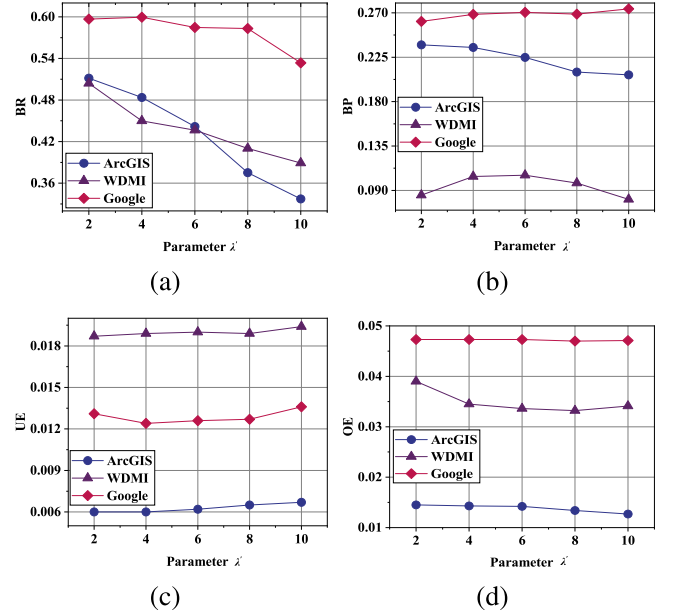 0.60
0.54
0.48
0.42
0.36
BR
ArcGIS
WDMI
Google
2 4 6 8 10
Parameter λ'
(a)
0.270
0.225
0.180
0.135
0.090
BP
ArcGIS
WDMI
Google
2 4 6 8 10
Parameter λ'
(b)
0.018
0.015
0.012
0.009
0.006
UE
ArcGIS
WDMI
Google
2 4 6 8 10
Parameter λ'
(c)
0.05
0.04
0.03
0.02
0.01
OE
ArcGIS
WDMI
Google
2 4 6 8 10
Parameter λ'
(d)